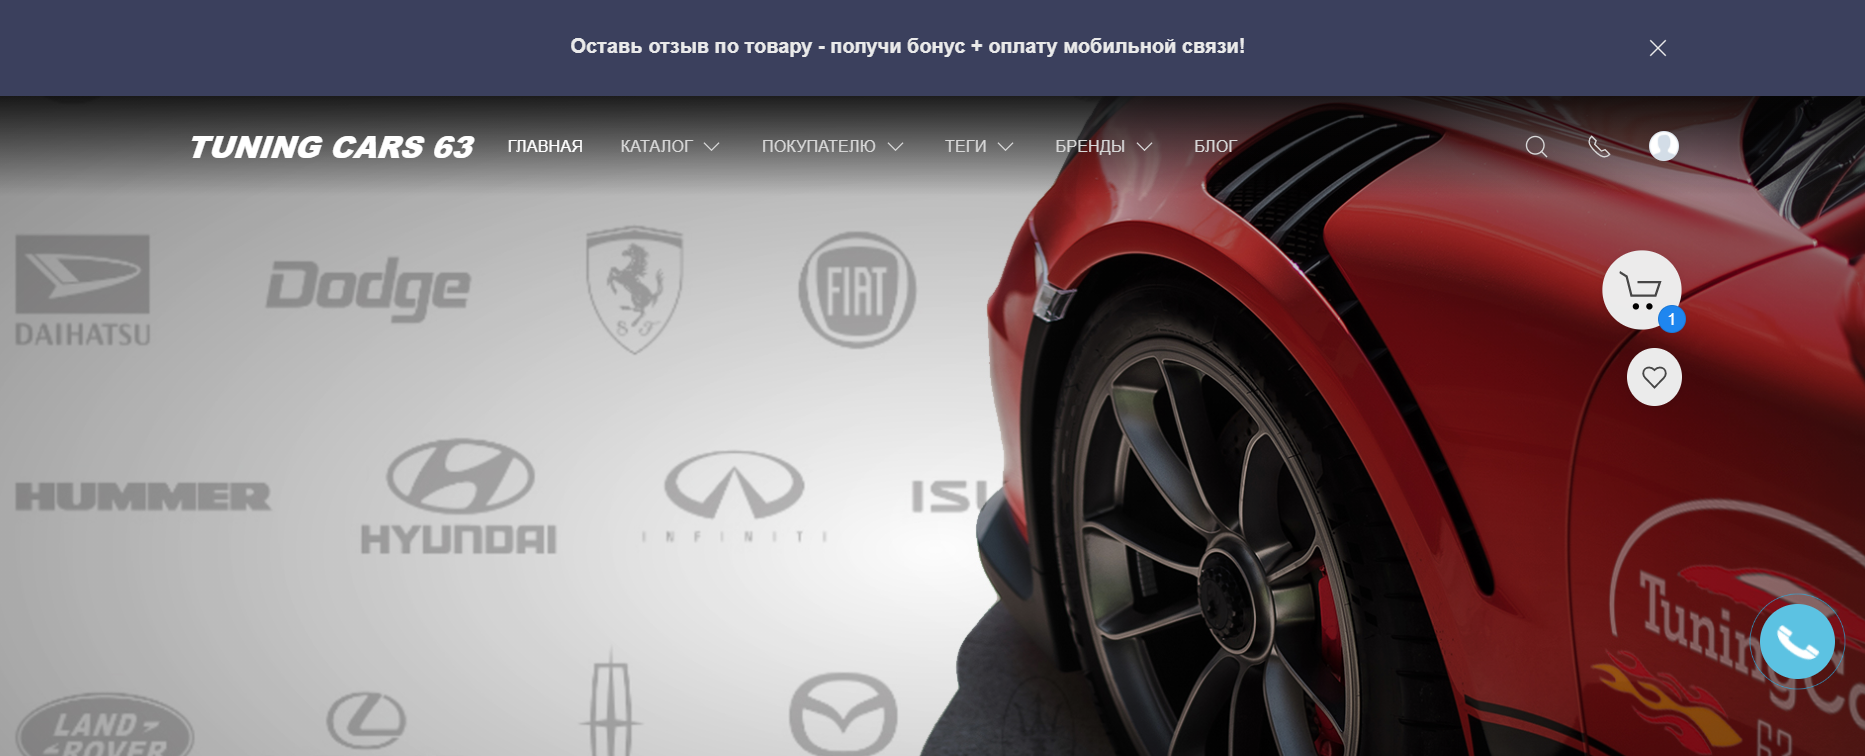 Оставь отзыв по товару - получи бонус + оплату мобильной связи!
TUNING CARS 63 ГЛАВНАЯ КАТАЛОГ ПОКУПАТЕЛЮ ТЕГИ БРЕНДЫ БЛОГ
DAIHATSU
Dodge
S F
FIAT
1
HUMMER
HYUNDAI
INFINITI
ISU
Tuning
LAND
ROVER